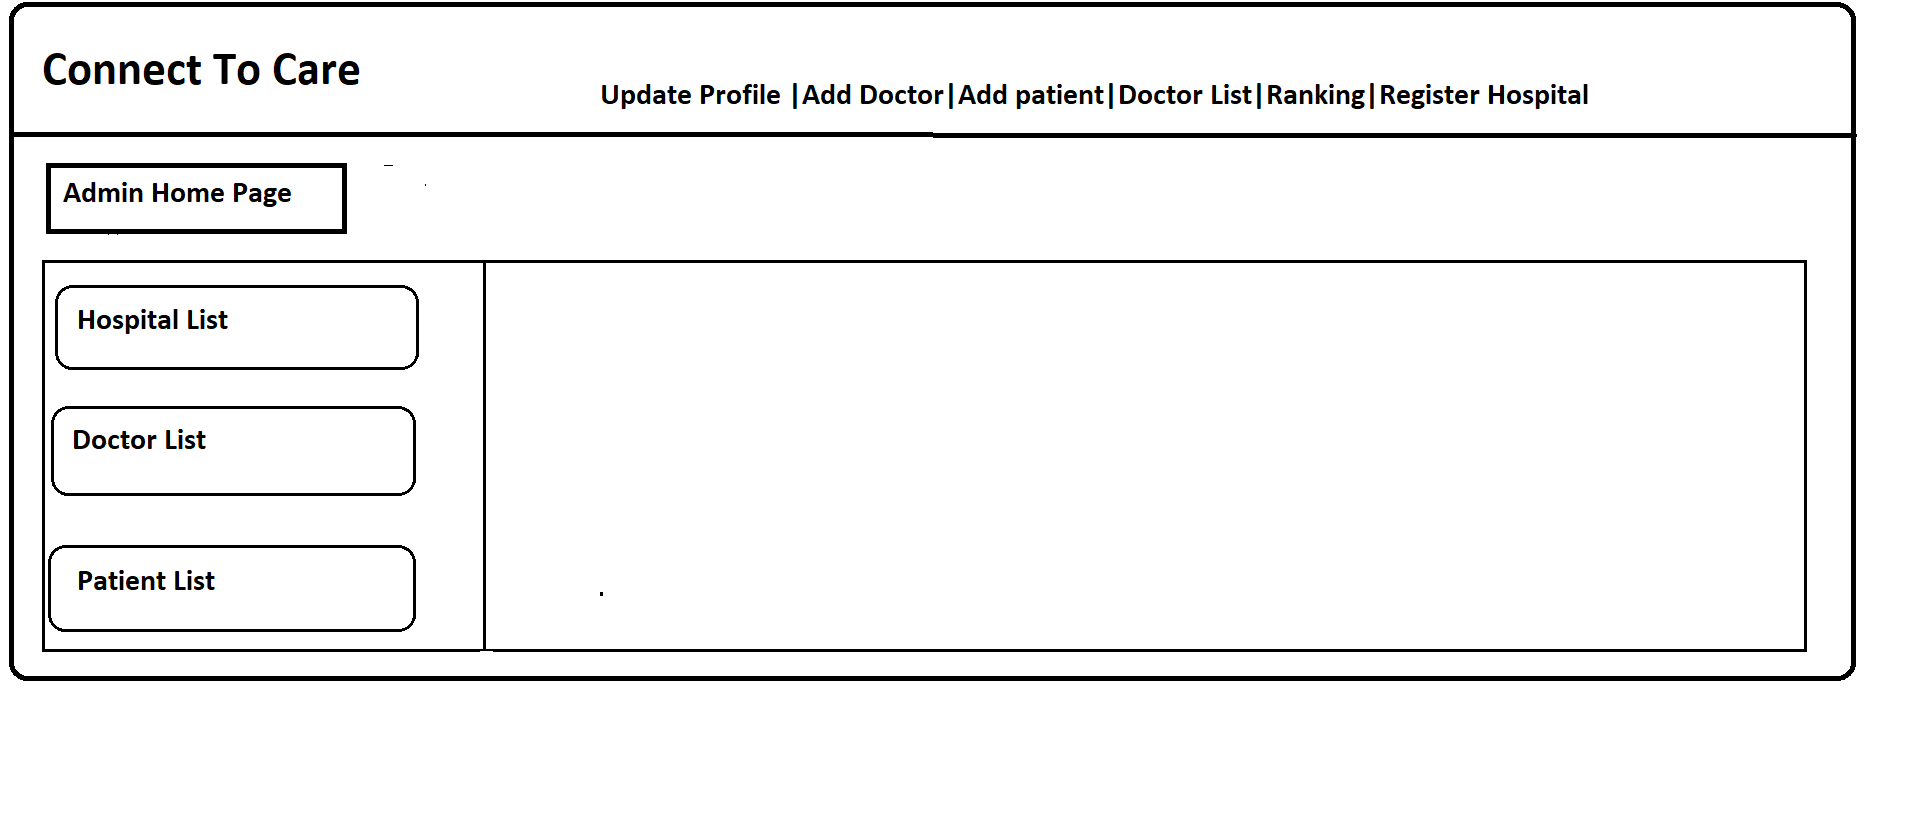 Connect To Care
Update Profile |Add Doctor|Add patient|Doctor List|Ranking|Register Hospital
Admin Home Page
Hospital List
Doctor List
Patient List